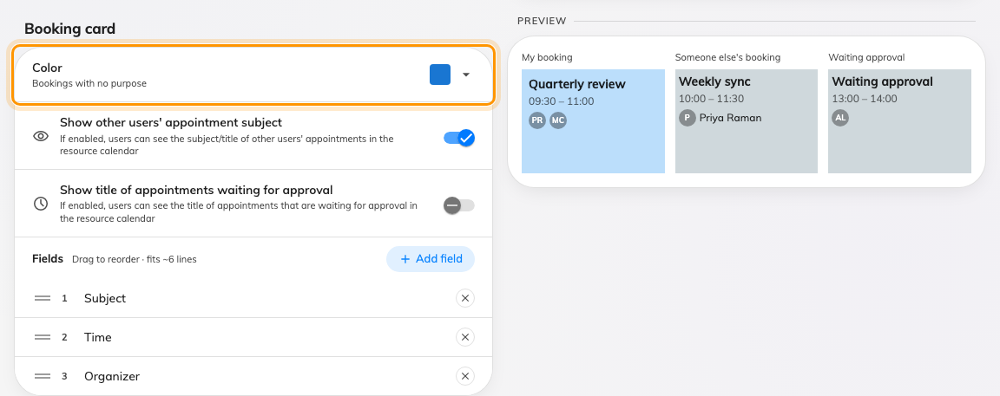 Booking card
Color
Bookings with no purpose
Show other users' appointment subject
If enabled, users can see the subject/title of other users' appointments in the
resource calendar
Show title of appointments waiting for approval
If enabled, users can see the title of appointments that are waiting for approval in
the resource calendar
Fields Drag to reorder · fits ~6 lines
+ Add field
1 Subject
2 Time
3 Organizer
PREVIEW
My booking
Quarterly review
09:30 – 11:00
PR MC
Someone else's booking
Weekly sync
10:00 – 11:30
P Priya Raman
Waiting approval
Waiting approval
13:00 – 14:00
AL